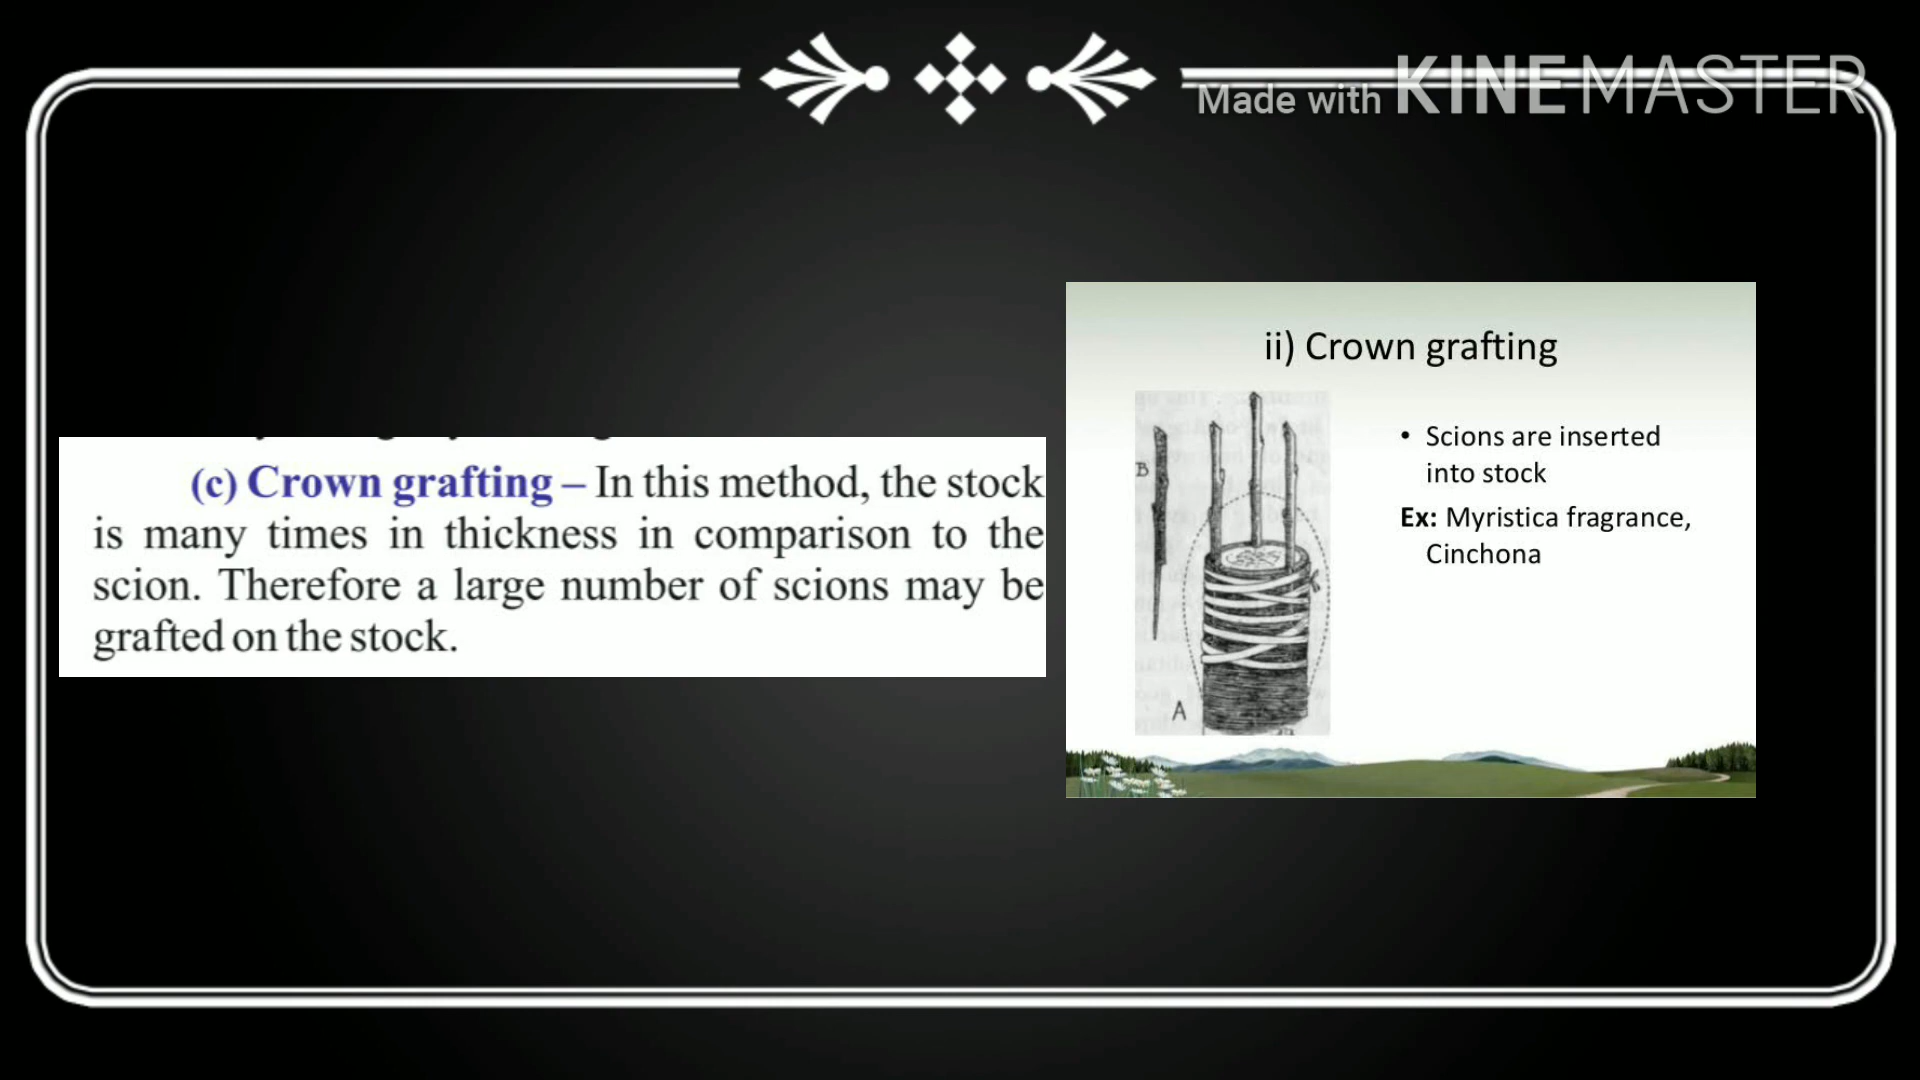 Made with KINEMASTER
(c) Crown grafting – In this method, the stock
is many times in thickness in comparison to the
scion. Therefore a large number of scions may be
grafted on the stock.
ii) Crown grafting
• Scions are inserted
into stock
Ex: Myristica fragrance,
Cinchona
B
A